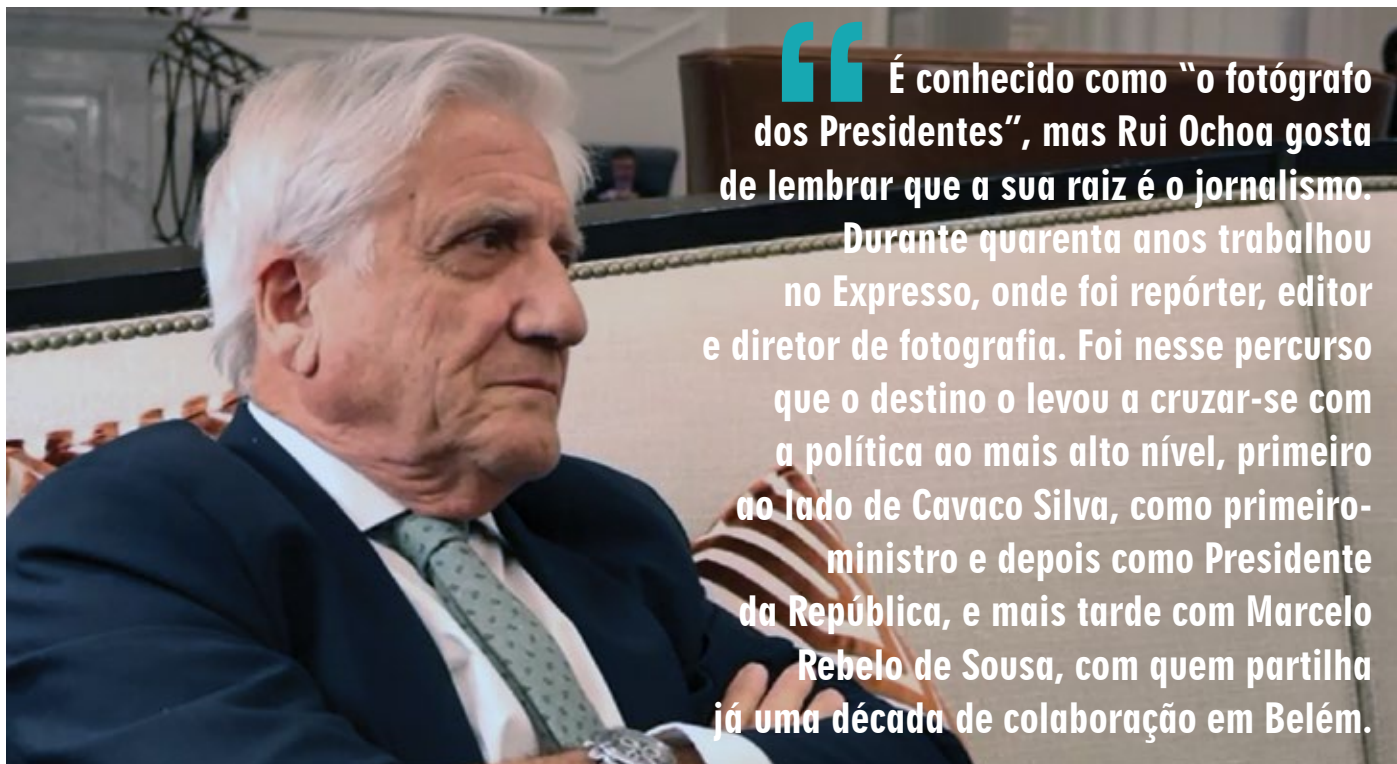 “ É conhecido como “o fotógrafo
dos Presidentes”, mas Rui Ochoa gosta
de lembrar que a sua raiz é o jornalismo.
Durante quarenta anos trabalhou
no Expresso, onde foi repórter, editor
e diretor de fotografia. Foi nesse percurso
que o destino o levou a cruzar-se com
a política ao mais alto nível, primeiro
ao lado de Cavaco Silva, como primeiro-
ministro e depois como Presidente
da República, e mais tarde com Marcelo
Rebelo de Sousa, com quem partilha
já uma década de colaboração em Belém.